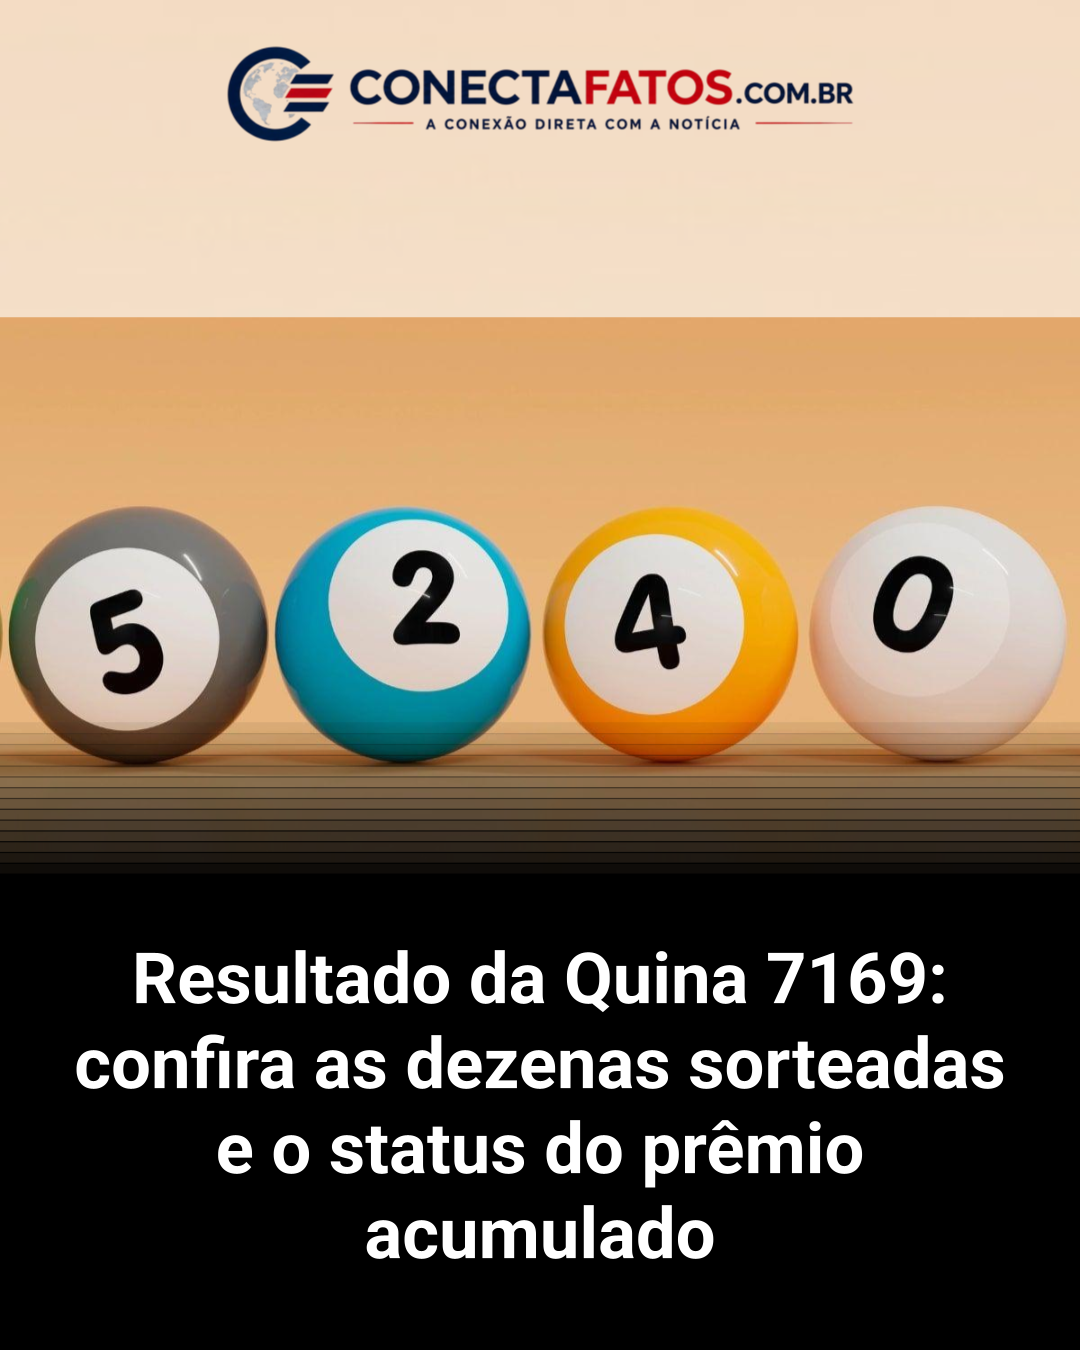 CONECTAFATOS.COM.BR
A CONEXÃO DIRETA COM A NOTÍCIA
5 2 4 0
Resultado da Quina 7169:
confira as dezenas sorteadas
e o status do prêmio
acumulado